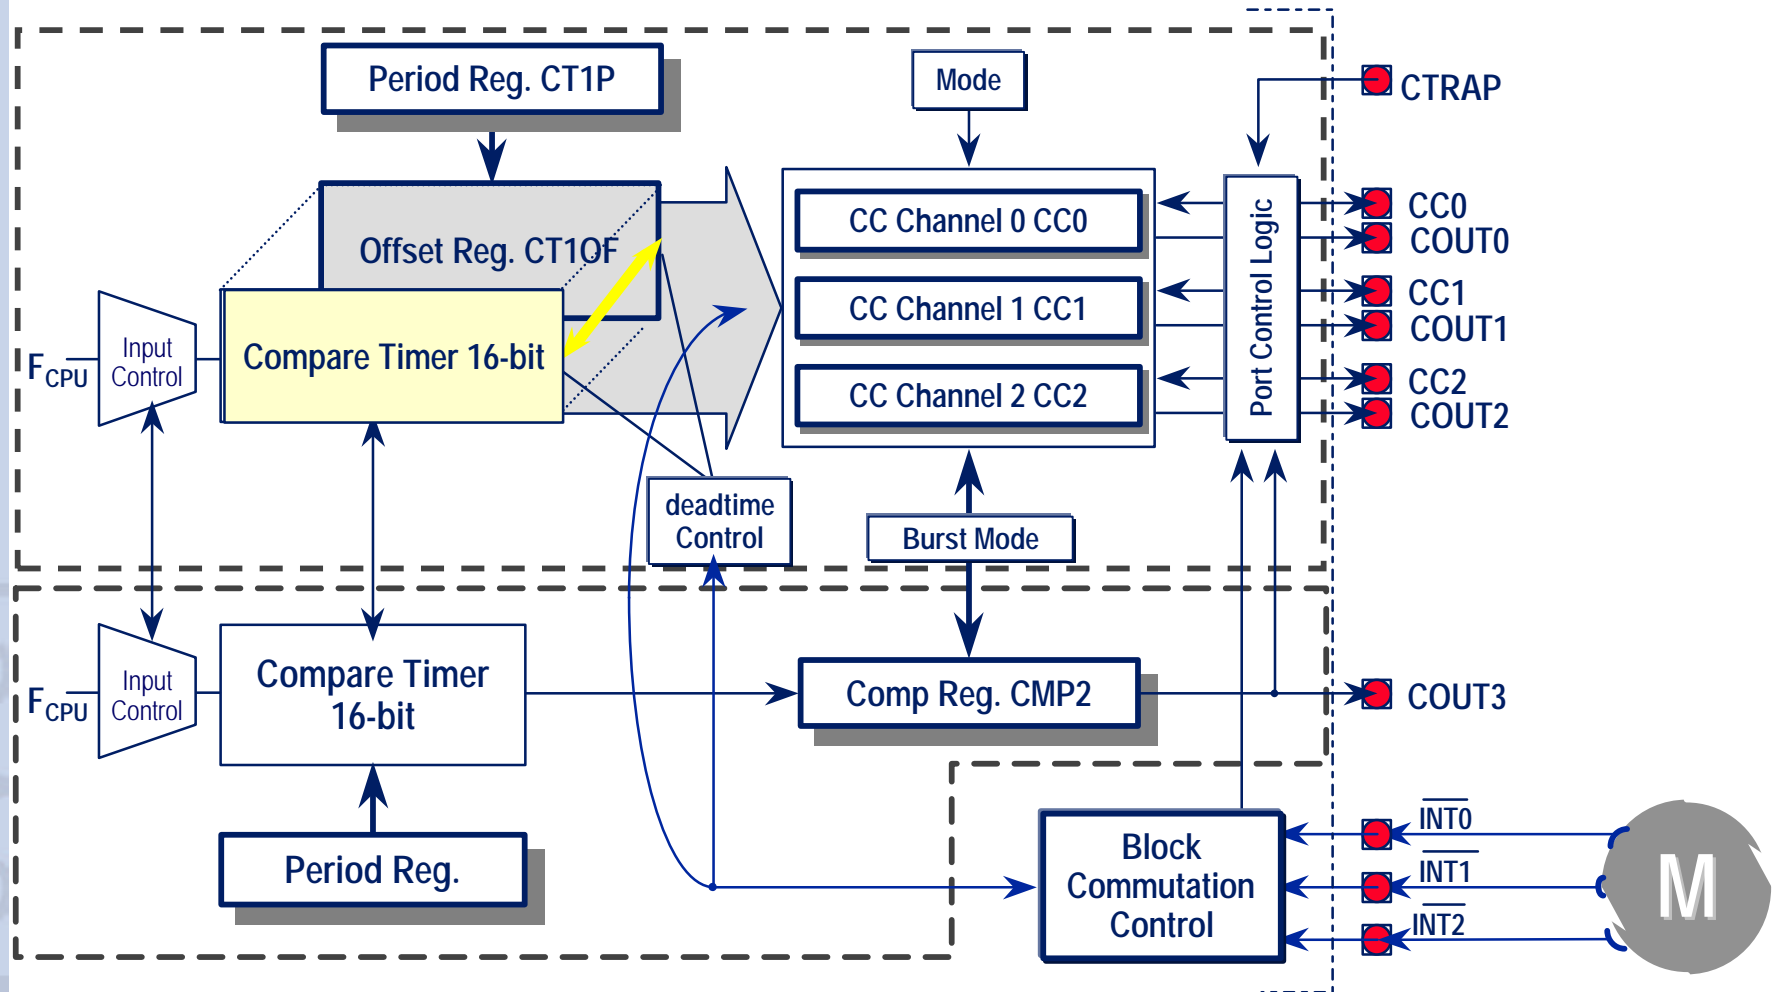 Period Reg. CT1P
Mode
CTRAP
Offset Reg. CT1OF
CC Channel 0 CC0
CC0
COUT0
CC Channel 1 CC1
CC1
COUT1
CC Channel 2 CC2
CC2
COUT2
Port Control Logic
FCPU
Input
Control
Compare Timer 16-bit
deadtime
Control
Burst Mode
FCPU
Input
Control
Compare Timer
16-bit
Comp Reg. CMP2
COUT3
Period Reg.
Block
Commutation
Control
INT0
INT1
INT2
M